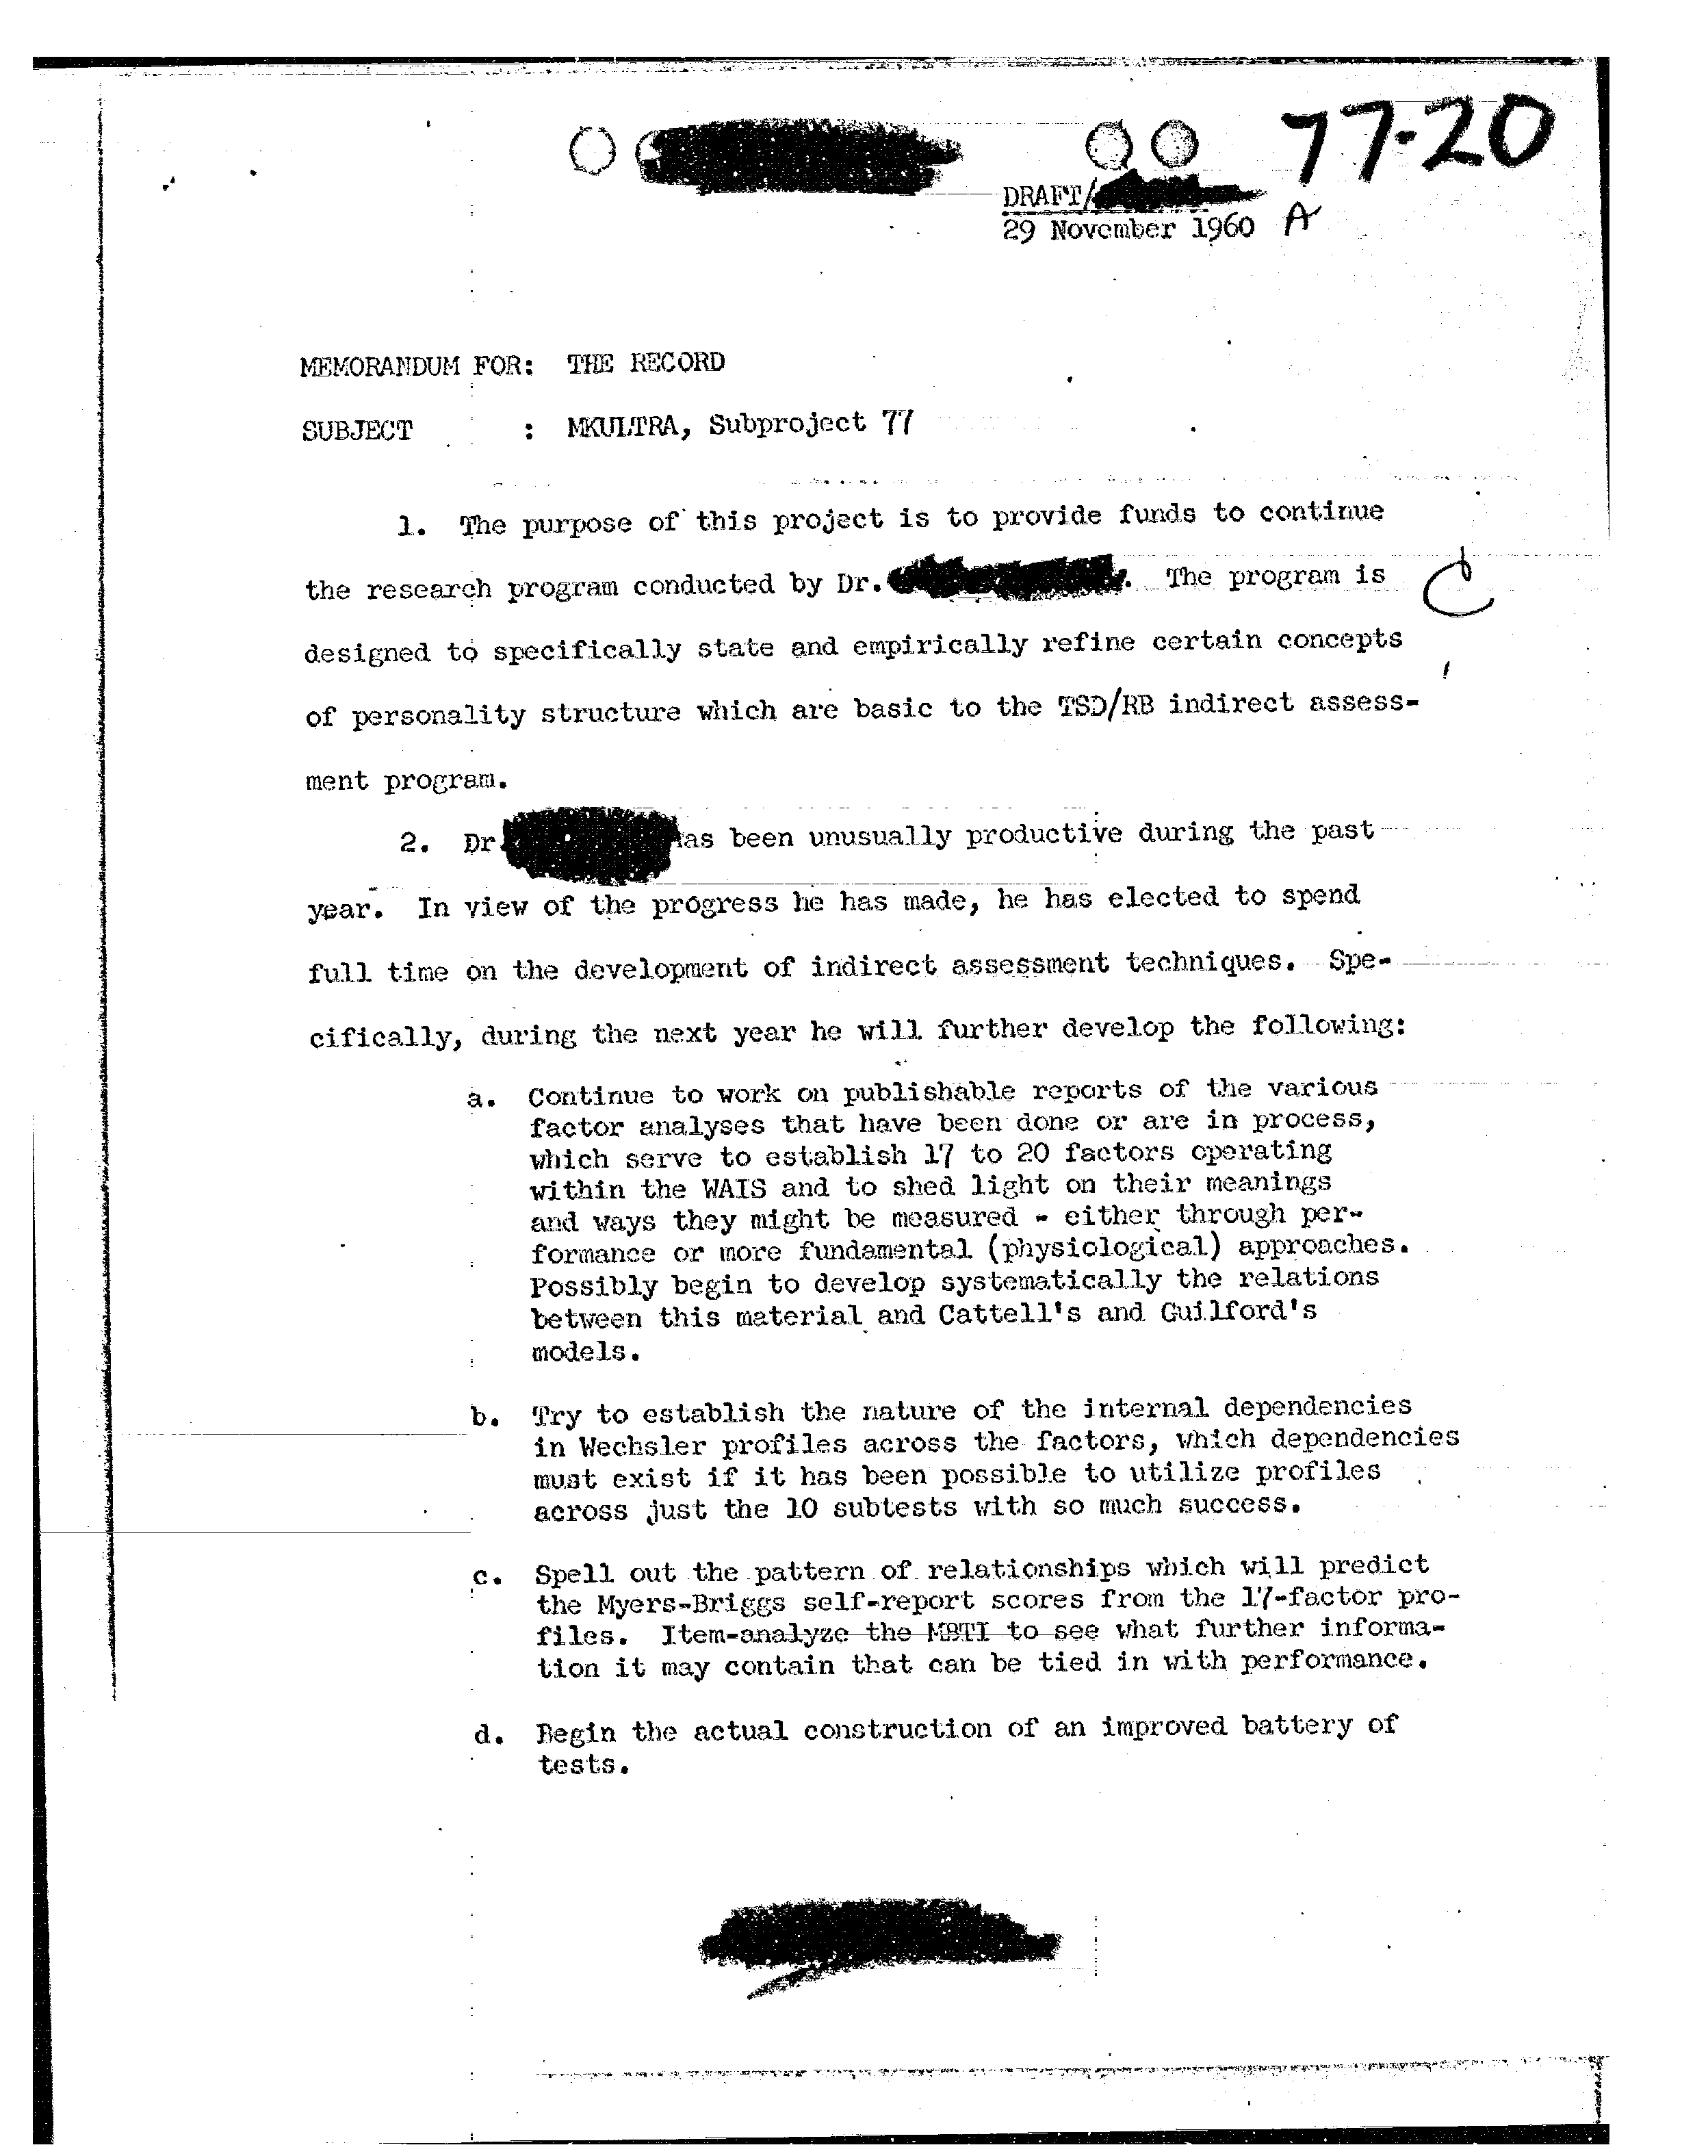 77-20
DRAFT/
29 November 1960 A
MEMORANDUM FOR: THE RECORD
SUBJECT : MKULTRA, Subproject 77
1. The purpose of this project is to provide funds to continue
the research program conducted by Dr. . The program is
designed to specifically state and empirically refine certain concepts
of personality structure which are basic to the TSD/RB indirect assess-
ment program.
2. Dr has been unusually productive during the past
year. In view of the progress he has made, he has elected to spend
full time on the development of indirect assessment techniques. Spe-
cifically, during the next year he will further develop the following:
a. Continue to work on publishable reports of the various
factor analyses that have been done or are in process,
which serve to establish 17 to 20 factors operating
within the WAIS and to shed light on their meanings
and ways they might be measured - either through per-
formance or more fundamental (physiological) approaches.
Possibly begin to develop systematically the relations
between this material and Cattell's and Guilford's
models.
b. Try to establish the nature of the internal dependencies
in Wechsler profiles across the factors, which dependencies
must exist if it has been possible to utilize profiles
across just the 10 subtests with so much success.
c. Spell out the pattern of relationships which will predict
the Myers-Briggs self-report scores from the 17-factor pro-
files. Item-analyze the MBTI to see what further informa-
tion it may contain that can be tied in with performance.
d. Begin the actual construction of an improved battery of
tests.